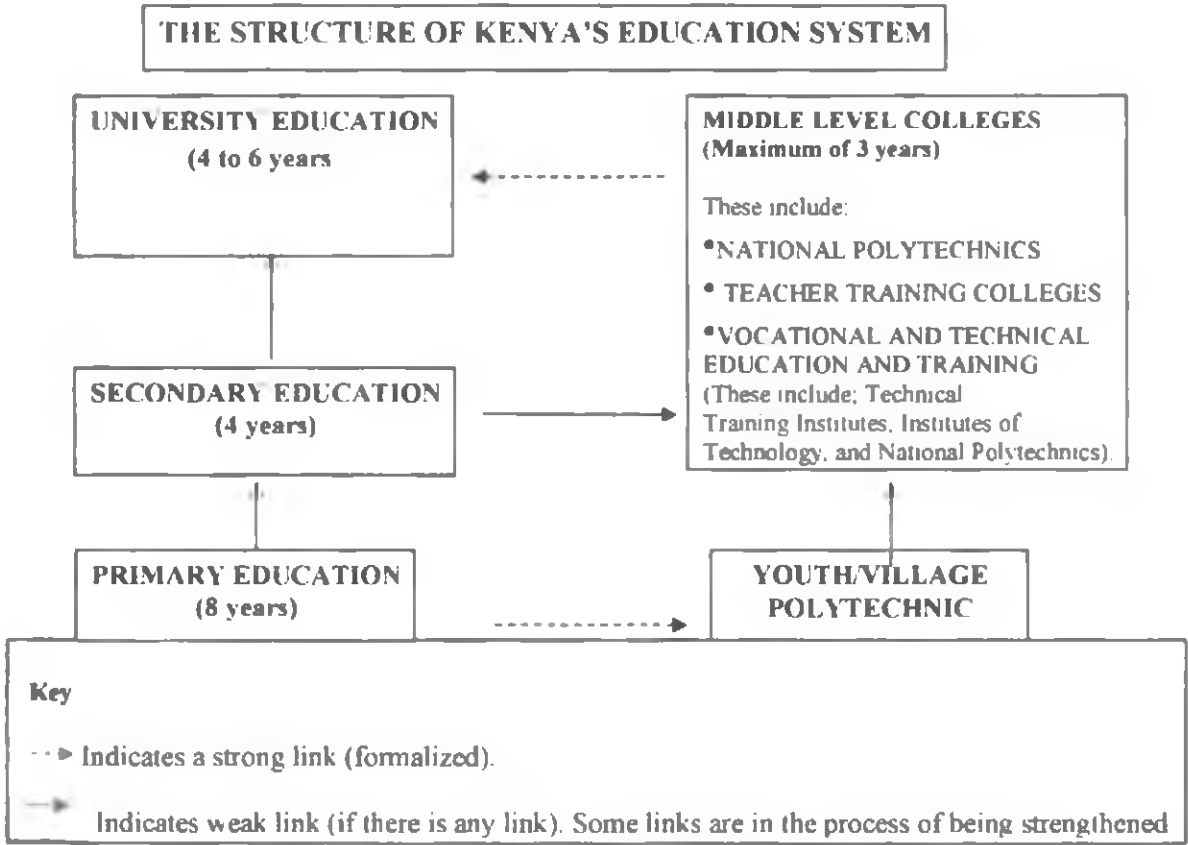 THE STRUCTURE OF KENYA'S EDUCATION SYSTEM
UNIVERSITY EDUCATION
(4 to 6 years
MIDDLE LEVEL COLLEGES
(Maximum of 3 years)
These include:
•NATIONAL POLYTECHNICS
• TEACHER TRAINING COLLEGES
•VOCATIONAL AND TECHNICAL
EDUCATION AND TRAINING
(These include; Technical
Training Institutes, Institutes of
Technology, and National Polytechnics).
SECONDARY EDUCATION
(4 years)
PRIMARY EDUCATION
(8 years)
YOUTH/VILLAGE
POLYTECHNIC
Key
Indicates a strong link (formalized).
Indicates weak link (if there is any link). Some links are in the process of being strengthened